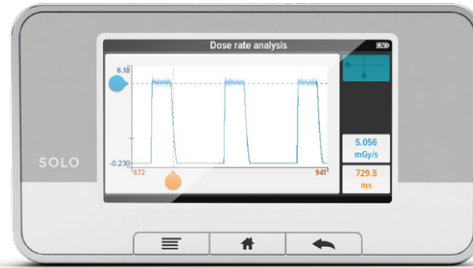 Dose rate analysis
6.18
-0.230
672
941
5.056
mGy/s
729.8
ms
SOLO